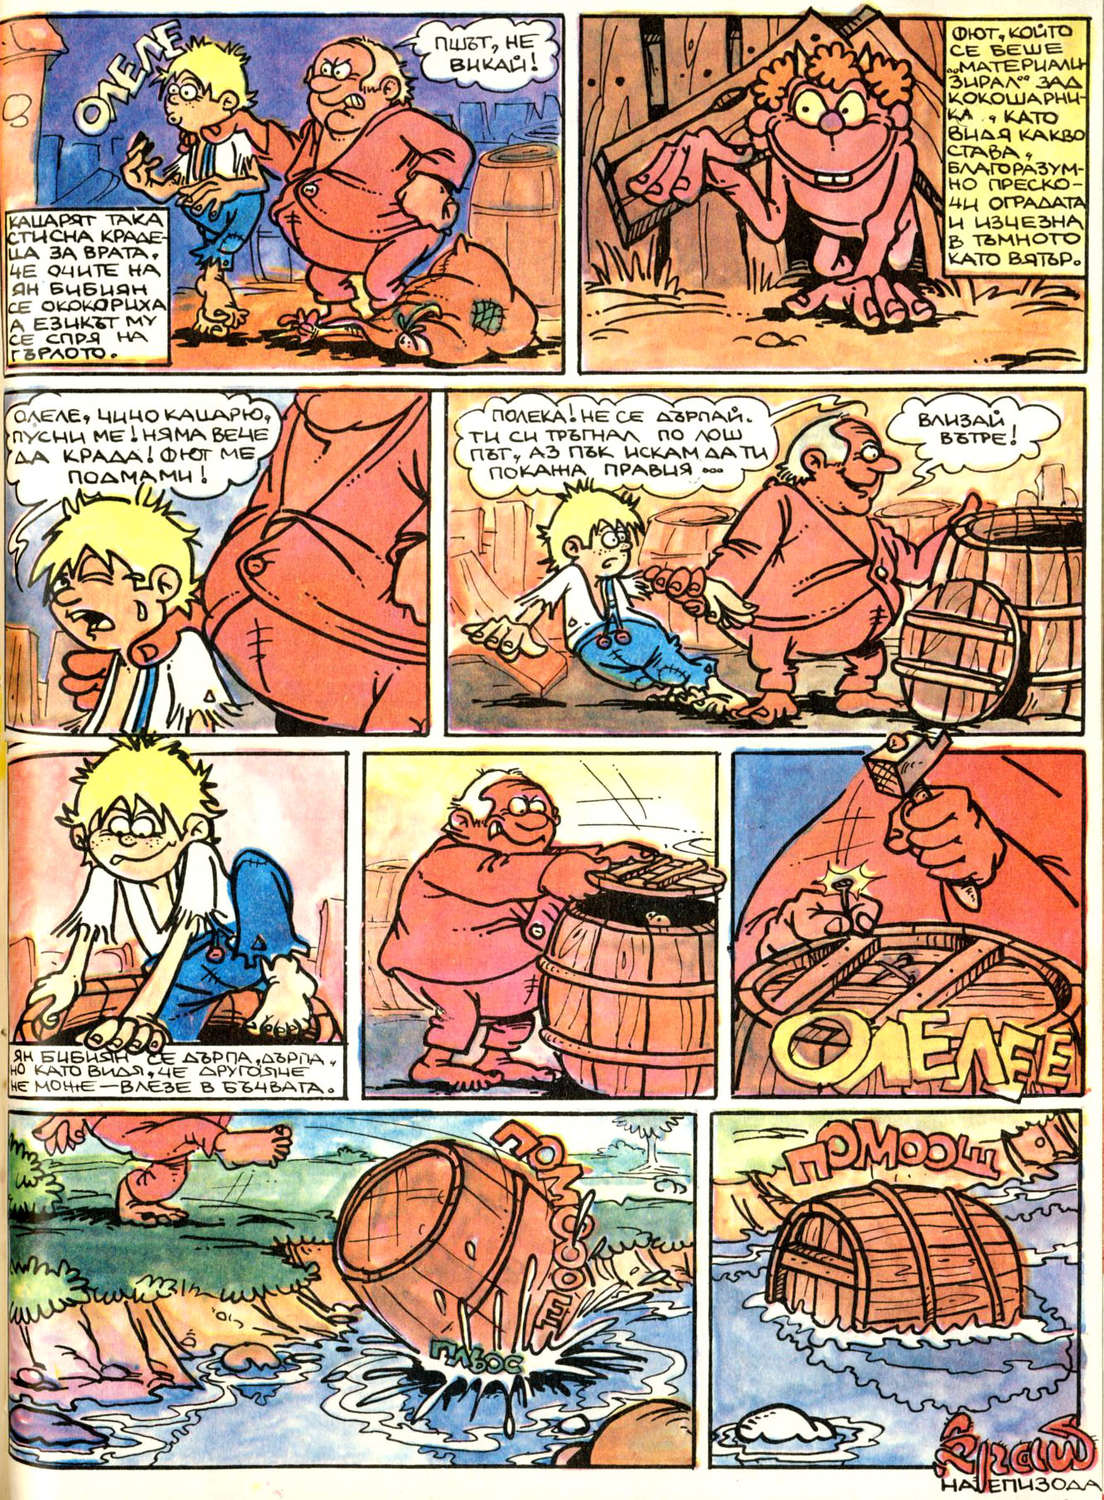 ОЛЕЛЕ
ПШЪТ, НЕ
ВИКАЙ!
КАЦАРЯТ ТАКА
СТИСНА КРАДЕ-
ЦА ЗА ВРАТА,
ЧЕ ОЧИТЕ НА
ЯН БИБИЯН
СЕ ОКОКОРИХА
А ЕЗИКЪТ МУ
СЕ СПРЯ НА
ГЪРЛОТО.
ФЮТ, КОЙТО
СЕ БЕШЕ
„МАТЕРИАЛИ-
ЗИРАЛ“ ЗАД
КОКОШАРНИ-
КА, КАТО
ВИДЯ КАКВО
СТАВА,
БЛАГОРАЗУМ-
НО ПРЕСКО-
ЧИ ОГРАДАТА
И ИЗЧЕЗНА
В ТЪМНОТО
КАТО ВЯТЪР.
ОЛЕЛЕ, ЧИЧО КАЦАРЮ,
ПУСНИ МЕ! НЯМА ВЕЧЕ
ДА КРАДА! ФЮТ МЕ
ПОДМАМИ!
ПОЛЕКА! НЕ СЕ ДЪРПАЙ.
ТИ СИ ТРЪГНАЛ ПО ЛОШ
ПЪТ, АЗ ПЪК ИСКАМ ДА ТИ
ПОКАЖА ПРАВИЯ...
ВЛИЗАЙ
ВЪТРЕ!
ЯН БИБИЯН СЕ ДЪРПА, ДЪРПА,
НО КАТО ВИДЯ, ЧЕ ДРУГОЯЧЕ
НЕ МОЖЕ — ВЛЕЗЕ В БЪЧВАТА.
ОЛЕЛЕЕ
ПОМОООЩ
ПЛЬОС
ПОМООЩ
Край
НА ЕПИЗОДА